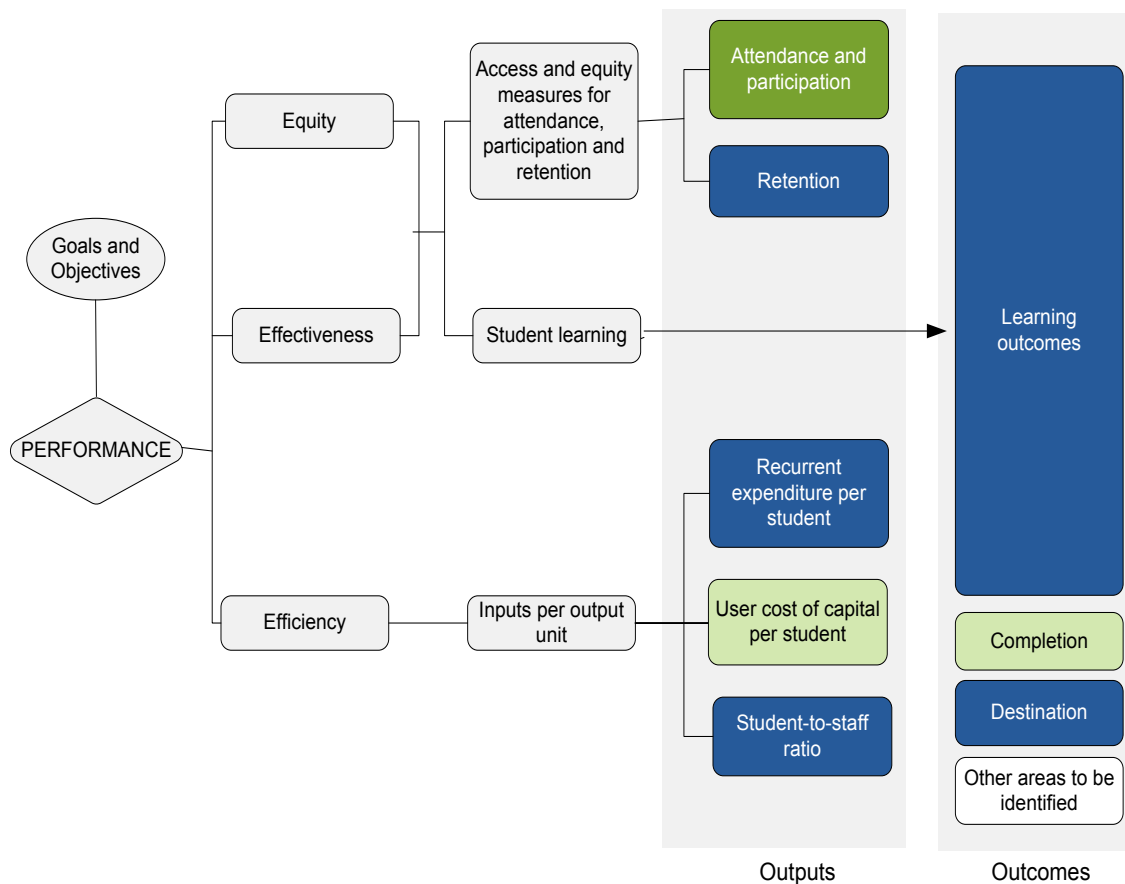 Goals and
Objectives
PERFORMANCE
Equity
Effectiveness
Efficiency
Access and equity
measures for
attendance,
participation and
retention
Student learning
Inputs per output
unit
Attendance and
participation
Retention
Recurrent
expenditure per
student
User cost of capital
per student
Student-to-staff
ratio
Outputs
Learning
outcomes
Completion
Destination
Other areas to be
identified
Outcomes